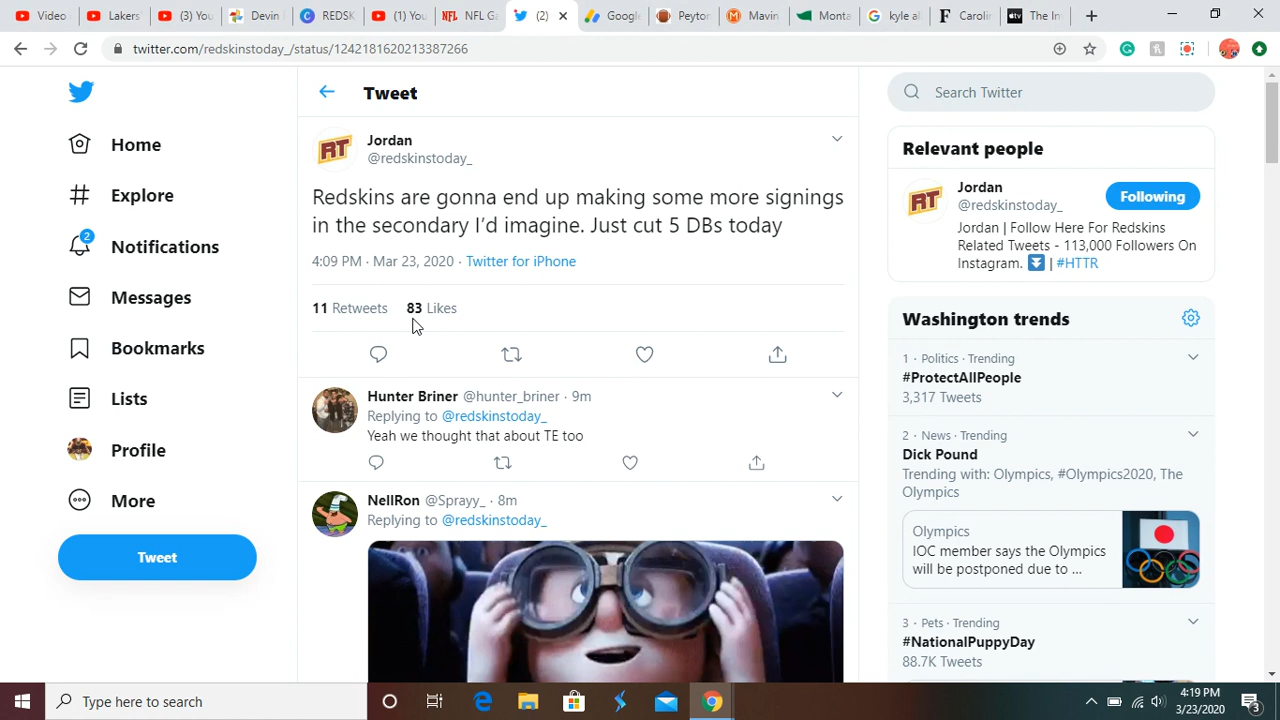 Video
Lakers
(3) You
Devin I
REDSK
(1) You
NFL Ga
(2)
Google
Peyton
Mavin
Monta
kyle al
Carolin
The In
twitter.com/redskinstoday_/status/1242181620213387266
Home
Explore
2
Notifications
Messages
Bookmarks
Lists
Profile
More
Tweet
Tweet
RT
Jordan
@redskinstoday_
Redskins are gonna end up making some more signings
in the secondary I'd imagine. Just cut 5 DBs today
4:09 PM · Mar 23, 2020 · Twitter for iPhone
11 Retweets 83 Likes
Hunter Briner @hunter_briner · 9m
Replying to @redskinstoday_
Yeah we thought that about TE too
NellRon @Sprayy_ · 8m
Replying to @redskinstoday_
Search Twitter
Relevant people
RT
Jordan
@redskinstoday_
Following
Jordan | Follow Here For Redskins
Related Tweets - 113,000 Followers On
Instagram. ⏬ | #HTTR
Washington trends
1 · Politics · Trending
#ProtectAllPeople
3,317 Tweets
2 · News · Trending
Dick Pound
Trending with: Olympics, #Olympics2020, The
Olympics
Olympics
IOC member says the Olympics
will be postponed due to ...
3 · Pets · Trending
#NationalPuppyDay
88.7K Tweets
Type here to search
4:19 PM
3/23/2020
3